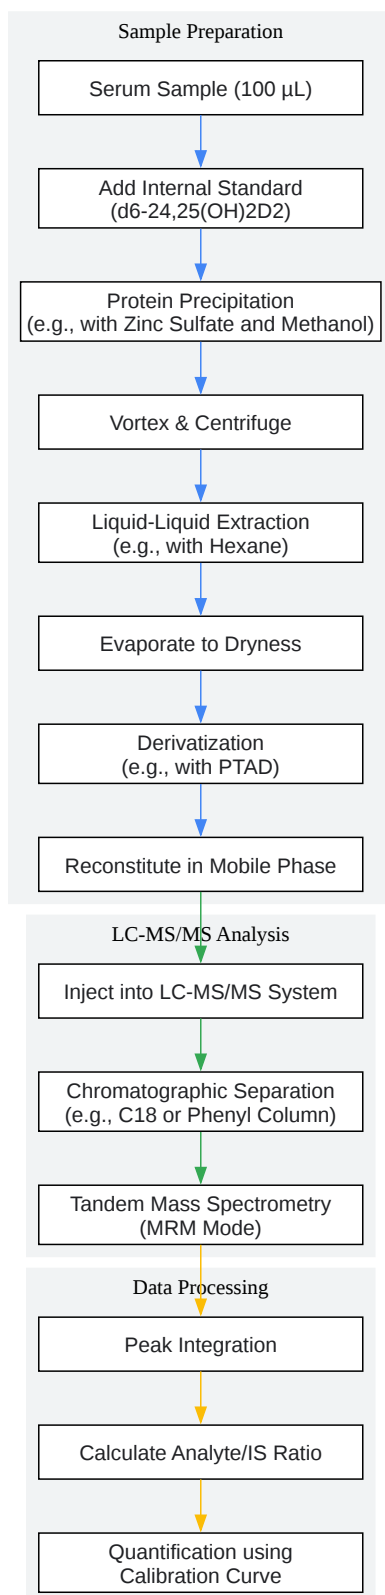 Sample Preparation
Serum Sample (100 µL)
Add Internal Standard
(d6-24,25(OH)2D2)
Protein Precipitation
(e.g., with Zinc Sulfate and Methanol)
Vortex & Centrifuge
Liquid-Liquid Extraction
(e.g., with Hexane)
Evaporate to Dryness
Derivatization
(e.g., with PTAD)
Reconstitute in Mobile Phase
LC-MS/MS Analysis
Inject into LC-MS/MS System
Chromatographic Separation
(e.g., C18 or Phenyl Column)
Tandem Mass Spectrometry
(MRM Mode)
Data Processing
Peak Integration
Calculate Analyte/IS Ratio
Quantification using
Calibration Curve